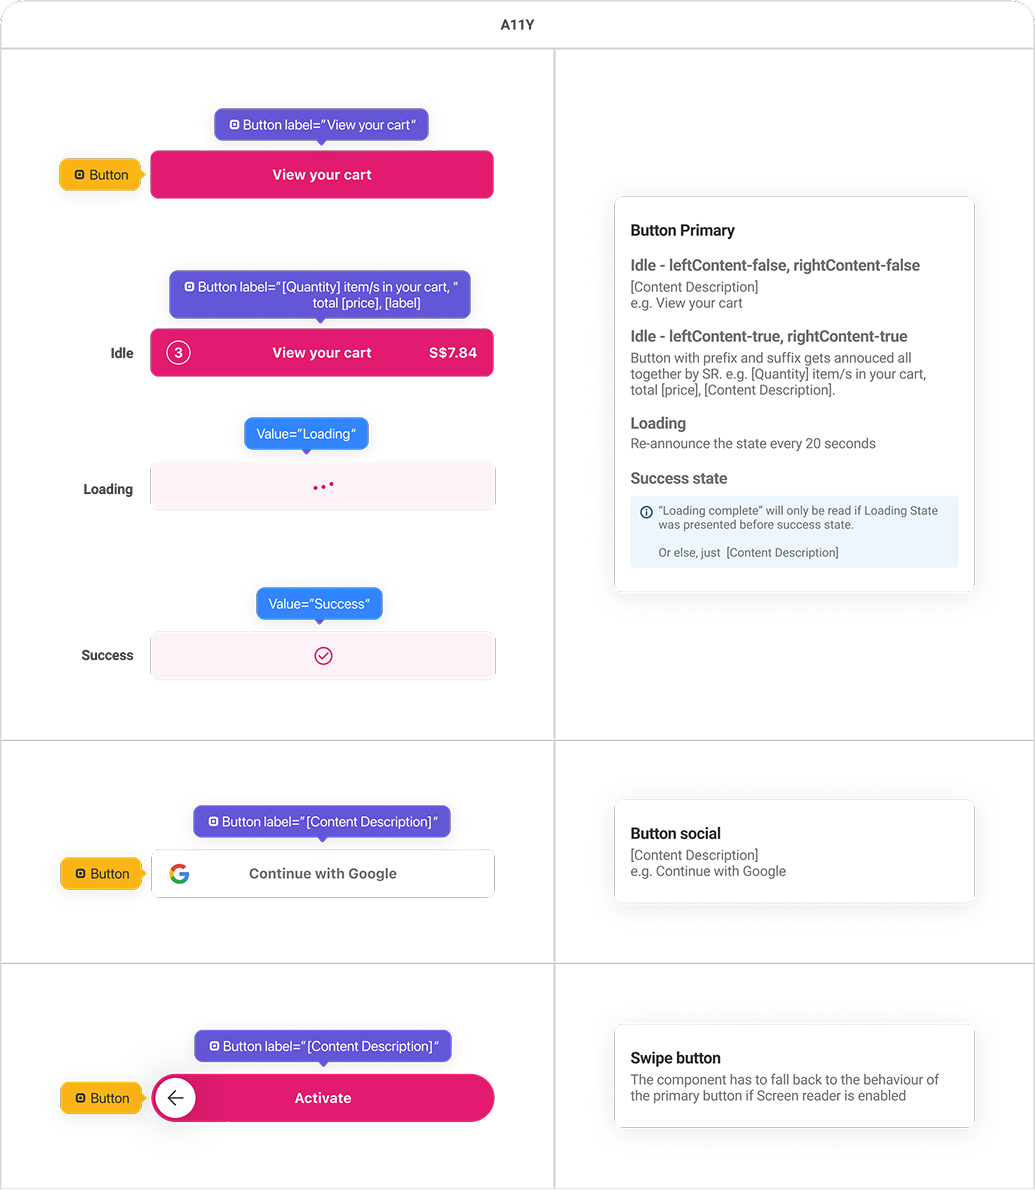 A11Y
Button label="View your cart"
Button
View your cart
Button label="[Quantity] item/s in your cart, "
total [price], [label]
Idle
3
View your cart
S$7.84
Value="Loading"
Loading
Value="Success"
Success
Button Primary
Idle - leftContent-false, rightContent-false
[Content Description]
e.g. View your cart
Idle - leftContent-true, rightContent-true
Button with prefix and suffix gets annouced all
together by SR. e.g. [Quantity] item/s in your cart,
total [price], [Content Description].
Loading
Re-announce the state every 20 seconds
Success state
"Loading complete" will only be read if Loading State
was presented before success state.
Or else, just [Content Description]
Button label="[Content Description]"
Button
Continue with Google
Button social
[Content Description]
e.g. Continue with Google
Button label="[Content Description]"
Button
Activate
Swipe button
The component has to fall back to the behaviour of
the primary button if Screen reader is enabled